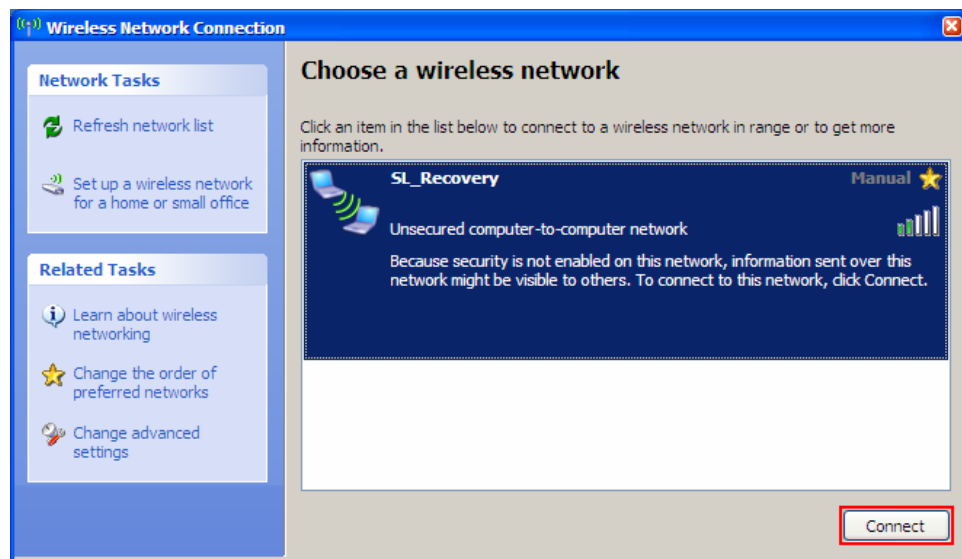 Wireless Network Connection
Network Tasks
Refresh network list
Set up a wireless network
for a home or small office
Related Tasks
Learn about wireless
networking
Change the order of
preferred networks
Change advanced
settings
Choose a wireless network
Click an item in the list below to connect to a wireless network in range or to get more
information.
SL_Recovery
Manual
Unsecured computer-to-computer network
Because security is not enabled on this network, information sent over this
network might be visible to others. To connect to this network, click Connect.
Connect